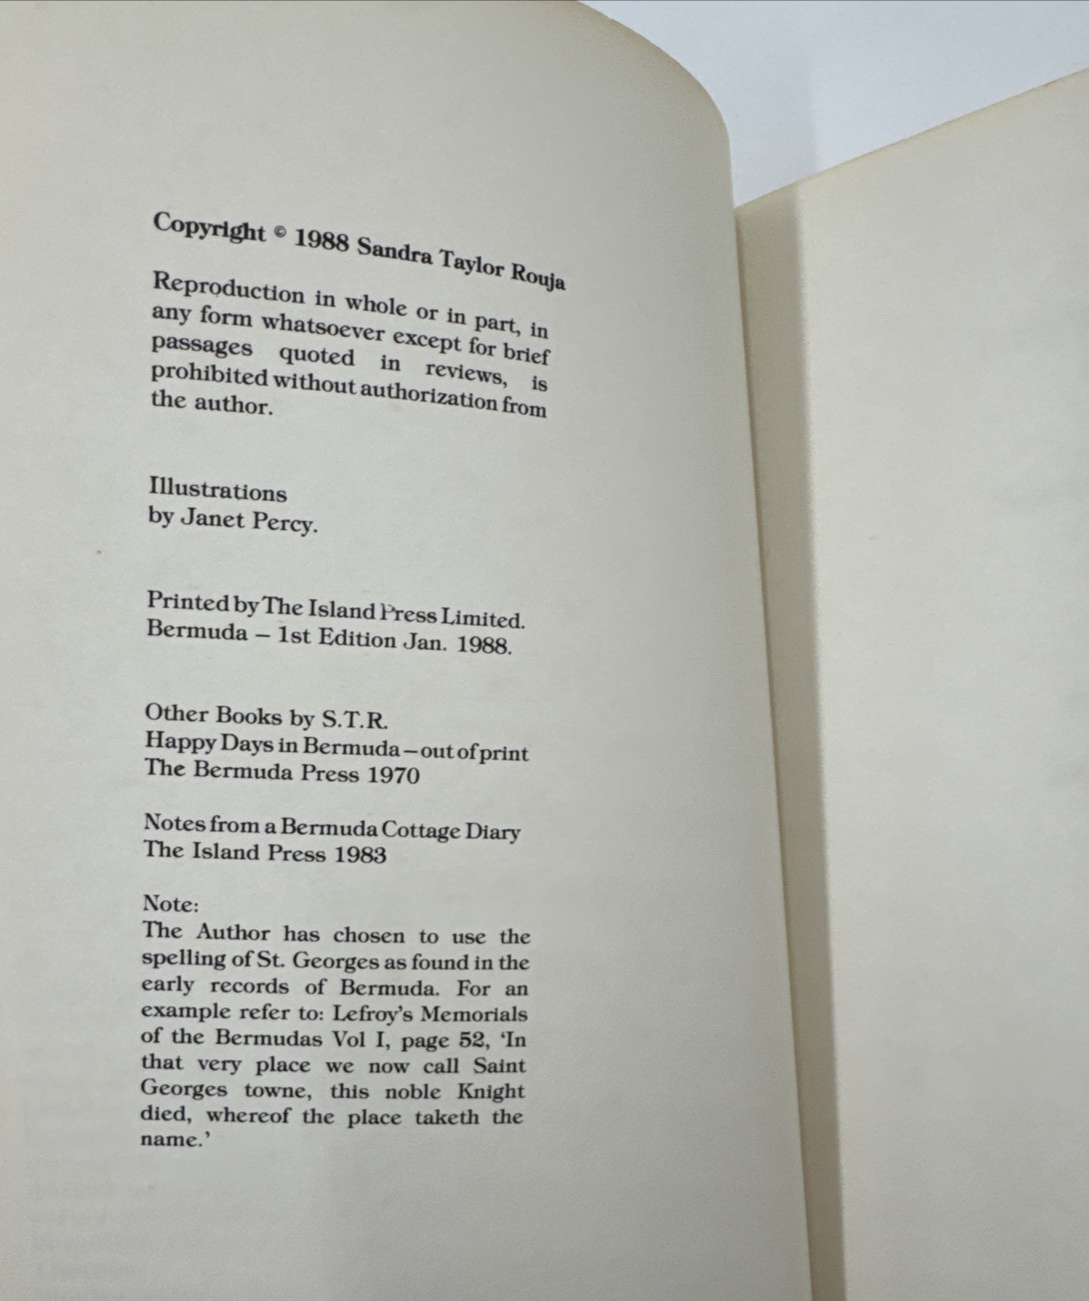 Copyright © 1988 Sandra Taylor Rouja
Reproduction in whole or in part, in
any form whatsoever except for brief
passages quoted in reviews, is
prohibited without authorization from
the author.
Illustrations
by Janet Percy.
Printed by The Island Press Limited.
Bermuda – 1st Edition Jan. 1988.
Other Books by S.T.R.
Happy Days in Bermuda – out of print
The Bermuda Press 1970
Notes from a Bermuda Cottage Diary
The Island Press 1983
Note:
The Author has chosen to use the
spelling of St. Georges as found in the
early records of Bermuda. For an
example refer to: Lefroy's Memorials
of the Bermudas Vol I, page 52, ‘In
that very place we now call Saint
Georges towne, this noble Knight
died, whereof the place taketh the
name.’